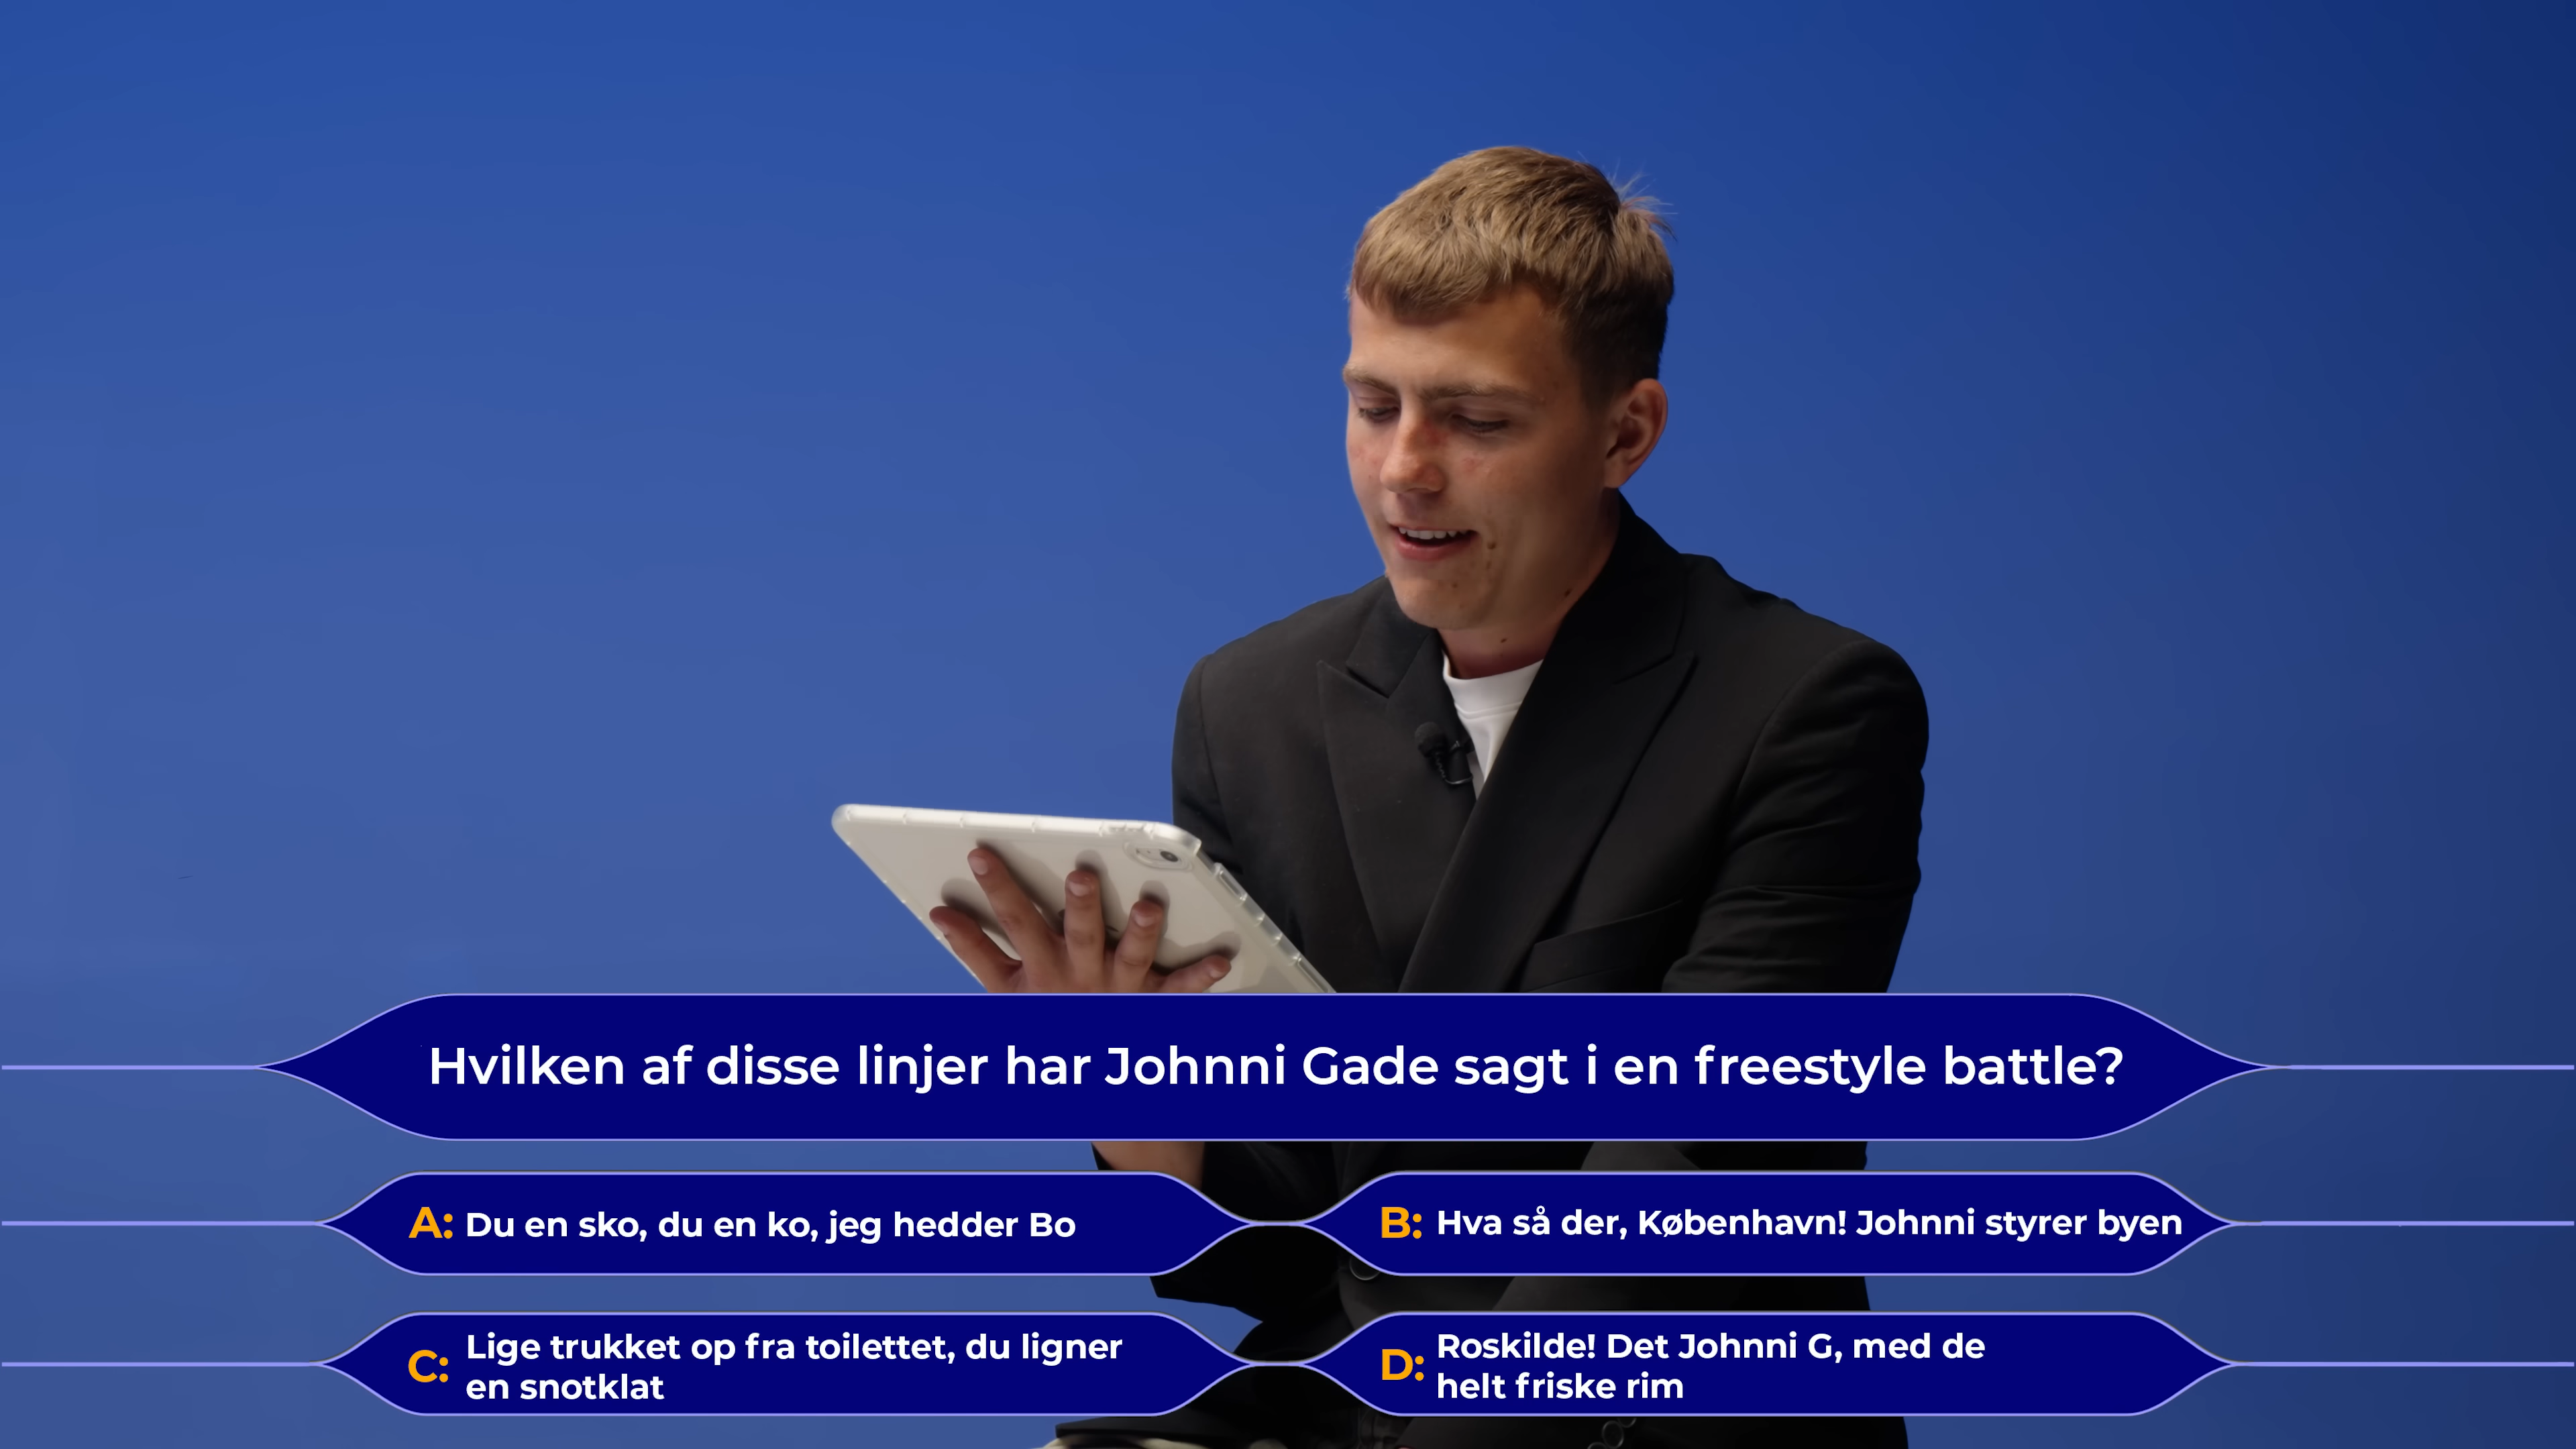 Hvilken af disse linjer har Johnni Gade sagt i en freestyle battle?
A: Du en sko, du en ko, jeg hedder Bo
B: Hva så der, København! Johnni styrer byen
C: Lige trukket op fra toilettet, du ligner
en snotklat
D: Roskilde! Det Johnni G, med de
helt friske rim